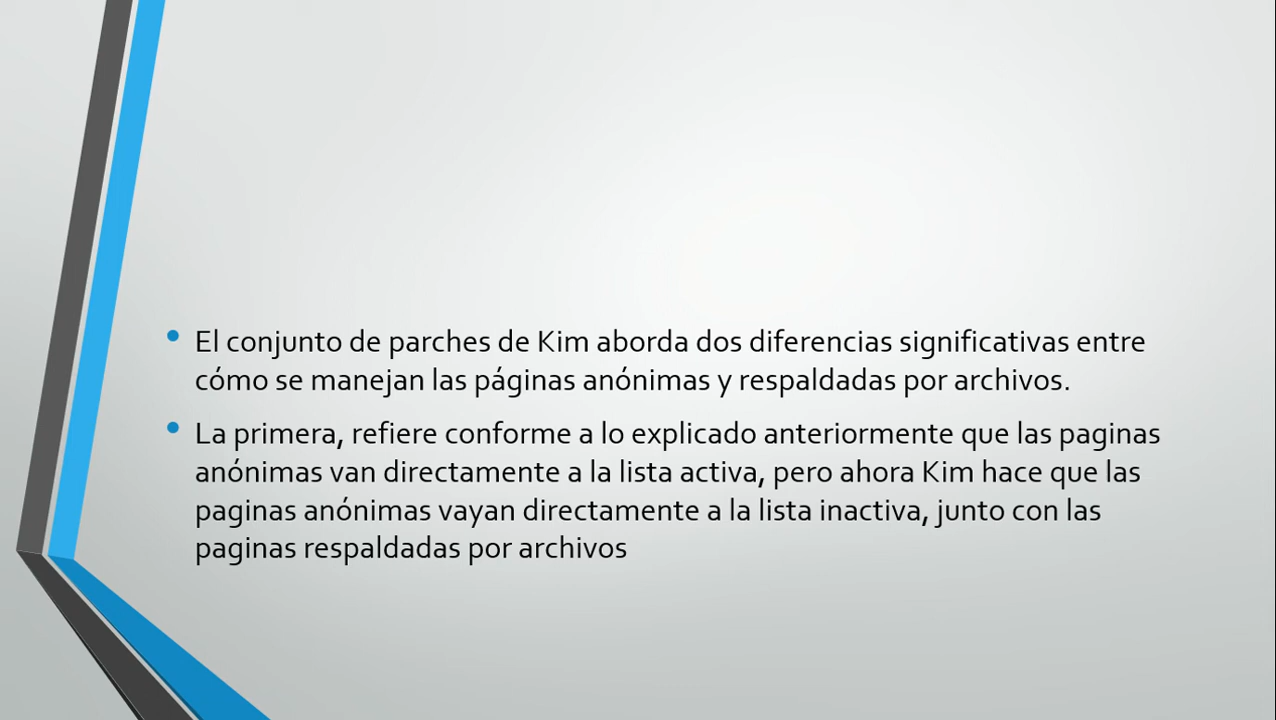 El conjunto de parches de Kim aborda dos diferencias significativas entre
cómo se manejan las páginas anónimas y respaldadas por archivos.
La primera, refiere conforme a lo explicado anteriormente que las paginas
anónimas van directamente a la lista activa, pero ahora Kim hace que las
paginas anónimas vayan directamente a la lista inactiva, junto con las
paginas respaldadas por archivos